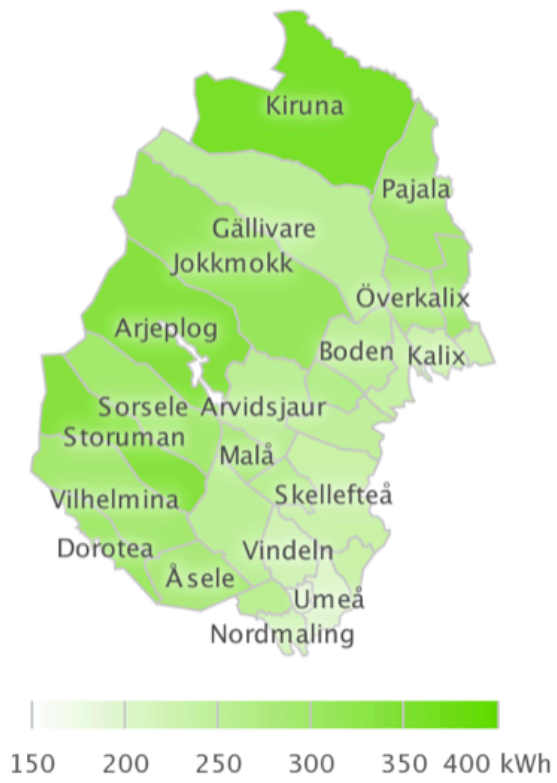 Kiruna
Pajala
Gällivare
Jokkmokk
Överkalix
Arjeplog
Boden
Kalix
Sorsele
Arvidsjaur
Storuman
Malå
Vilhelmina
Skellefteå
Dorotea
Vindeln
Åsele
Umeå
Nordmaling
150 200 250 300 350 400 kWh